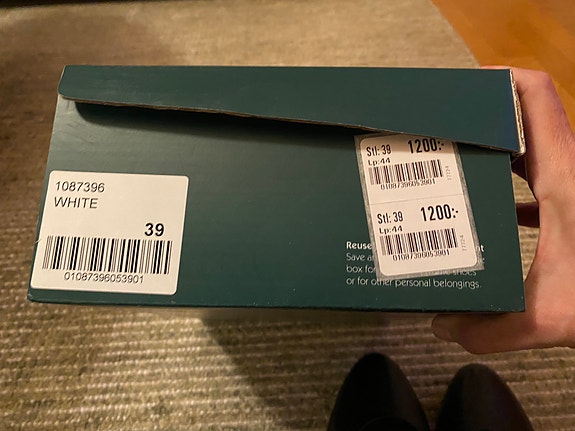 1087396
WHITE
39
01087396053901
Stl: 39 1200:-
Lp:44
01087396053901
Stl: 39 1200:-
Lp:44
01087396053901
Reuse
Save
box for
or for other personal belongings.